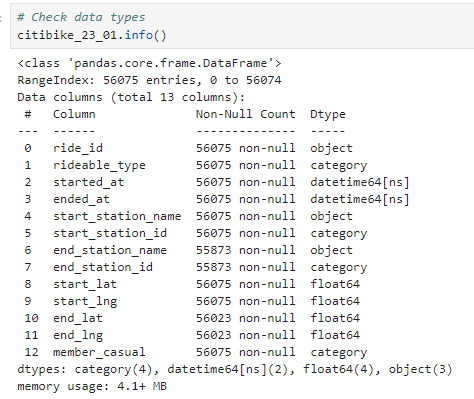 # Check data types
citibike_23_01.info()
<class 'pandas.core.frame.DataFrame'>
RangeIndex: 56075 entries, 0 to 56074
Data columns (total 13 columns):
 #   Column              Non-Null Count  Dtype
---  ------              --------------  -----
 0   ride_id             56075 non-null  object
 1   rideable_type       56075 non-null  category
 2   started_at          56075 non-null  datetime64[ns]
 3   ended_at            56075 non-null  datetime64[ns]
 4   start_station_name  56075 non-null  object
 5   start_station_id    56075 non-null  category
 6   end_station_name    55873 non-null  object
 7   end_station_id      55873 non-null  category
 8   start_lat           56075 non-null  float64
 9   start_lng           56075 non-null  float64
 10  end_lat             56023 non-null  float64
 11  end_lng             56023 non-null  float64
 12  member_casual       56075 non-null  category
dtypes: category(4), datetime64[ns](2), float64(4), object(3)
memory usage: 4.1+ MB